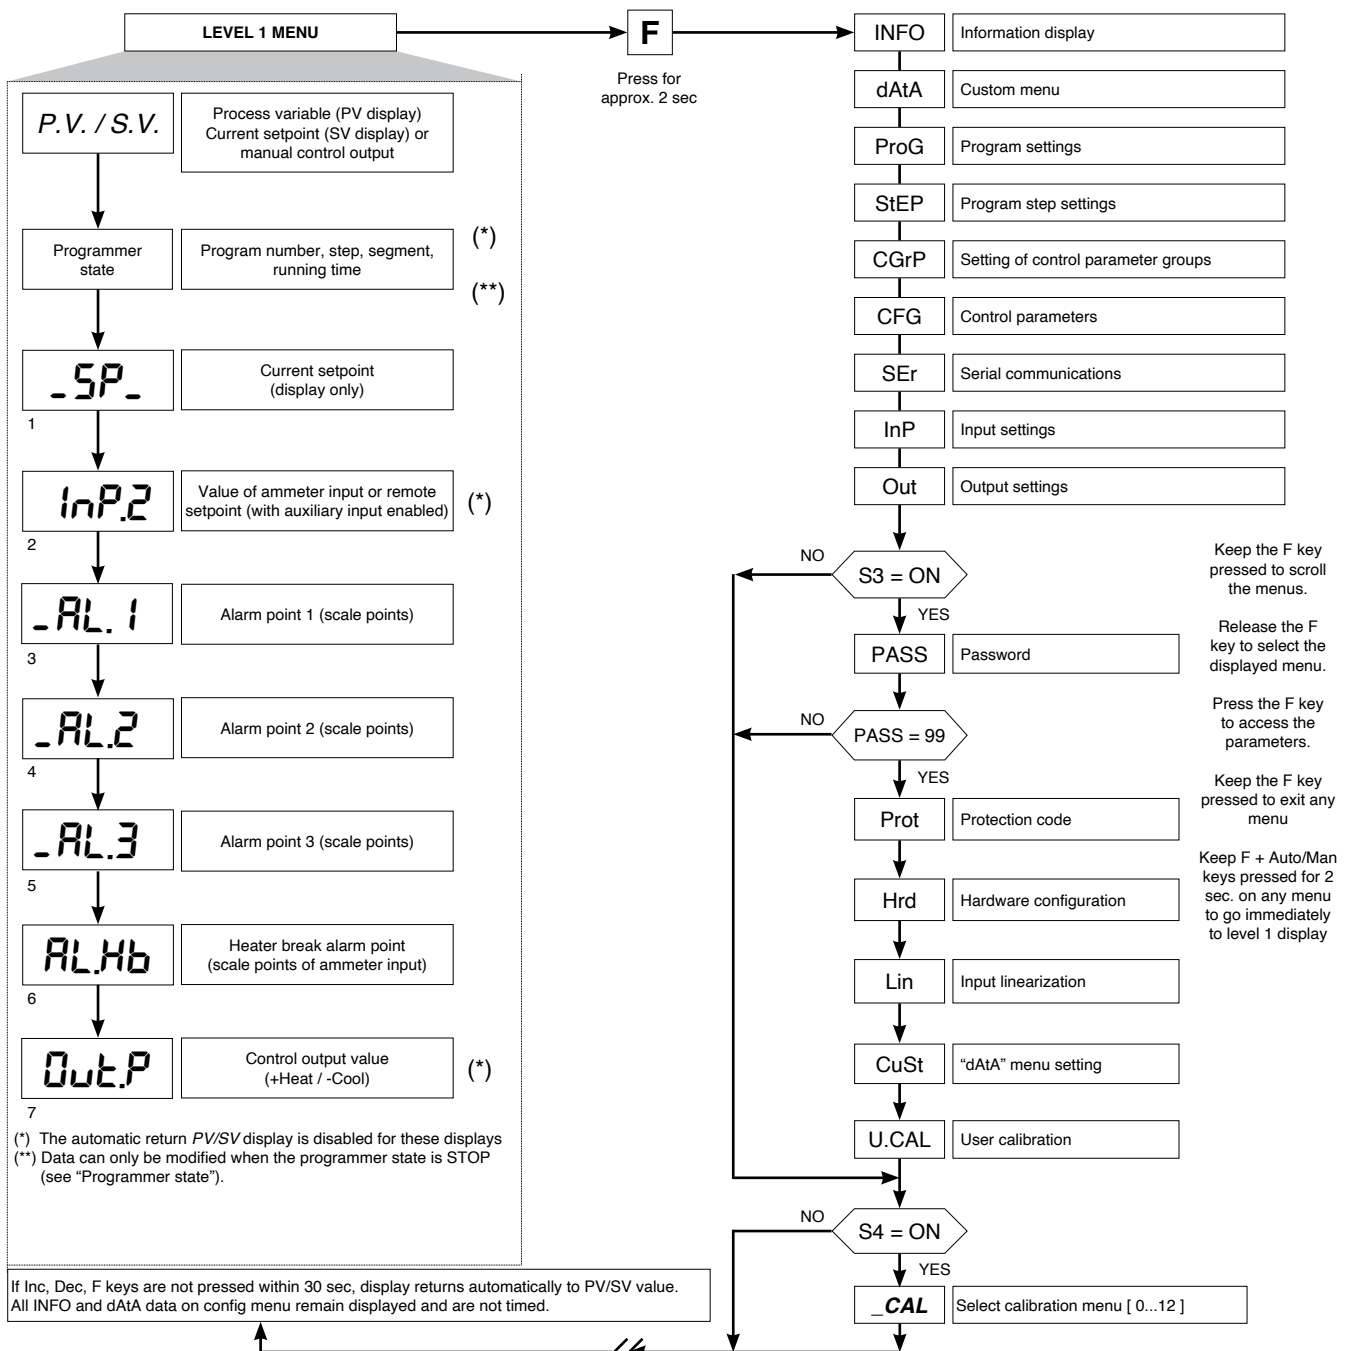 LEVEL 1 MENU
P.V. / S.V.
Process variable (PV display)
Current setpoint (SV display) or
manual control output
Programmer
state
Program number, step, segment,
running time
(*)
(**)
_SP_
Current setpoint
(display only)
1
InP.2
Value of ammeter input or remote
setpoint (with auxiliary input enabled)
(*)
2
_AL.1
Alarm point 1 (scale points)
3
_AL.2
Alarm point 2 (scale points)
4
_AL.3
Alarm point 3 (scale points)
5
AL.Hb
Heater break alarm point
(scale points of ammeter input)
6
Out.P
Control output value
(+Heat / -Cool)
(*)
7
(*) The automatic return PV/SV display is disabled for these displays
(**) Data can only be modified when the programmer state is STOP
(see “Programmer state”).
If Inc, Dec, F keys are not pressed within 30 sec, display returns automatically to PV/SV value.
All INFO and dAtA data on config menu remain displayed and are not timed.
F
Press for
approx. 2 sec
INFO
Information display
dAtA
Custom menu
ProG
Program settings
StEP
Program step settings
CGrP
Setting of control parameter groups
CFG
Control parameters
SEr
Serial communications
InP
Input settings
Out
Output settings
NO
S3 = ON
YES
PASS
Password
NO
PASS = 99
YES
Prot
Protection code
Hrd
Hardware configuration
Lin
Input linearization
CuSt
“dAtA” menu setting
U.CAL
User calibration
NO
S4 = ON
YES
_CAL
Select calibration menu [ 0...12 ]
Keep the F key
pressed to scroll
the menus.
Release the F
key to select the
displayed menu.
Press the F key
to access the
parameters.
Keep the F key
pressed to exit any
menu
Keep F + Auto/Man
keys pressed for 2
sec. on any menu
to go immediately
to level 1 display